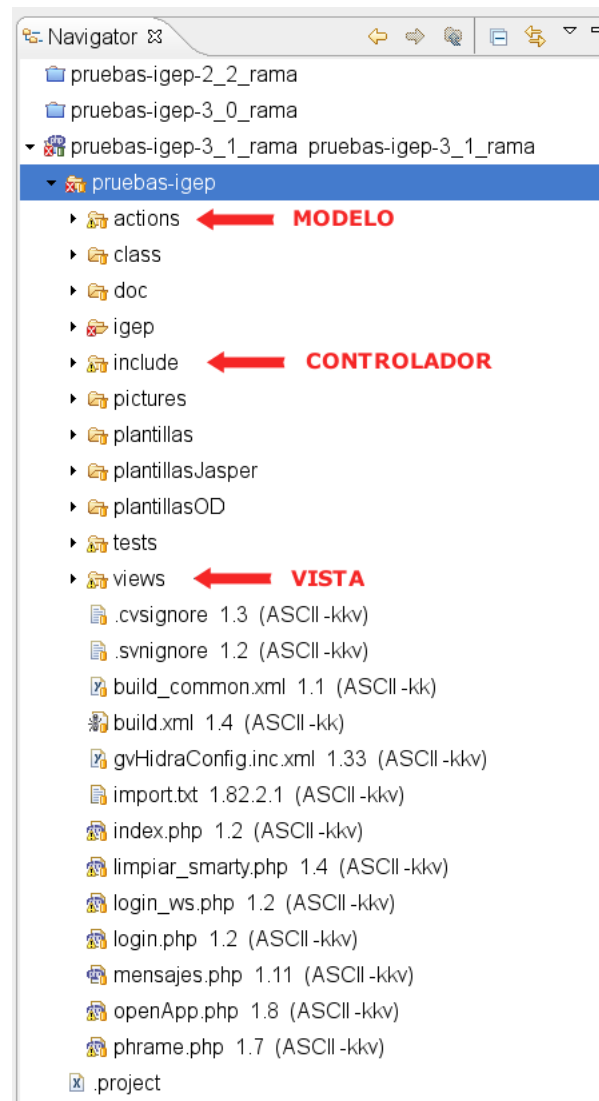 Navigator
pruebas-igep-2_2_rama
pruebas-igep-3_0_rama
pruebas-igep-3_1_rama pruebas-igep-3_1_rama
pruebas-igep
actions MODELO
class
doc
igep
include CONTROLADOR
pictures
plantillas
plantillasJasper
plantillasOD
tests
views VISTA
.cvsignore 1.3 (ASCII -kkv)
.svnignore 1.2 (ASCII -kkv)
build_common.xml 1.1 (ASCII -kk)
build.xml 1.4 (ASCII -kk)
gvHidraConfig.inc.xml 1.33 (ASCII -kkv)
import.txt 1.82.2.1 (ASCII -kkv)
index.php 1.2 (ASCII -kkv)
limpiar_smarty.php 1.4 (ASCII -kkv)
login_ws.php 1.2 (ASCII -kkv)
login.php 1.2 (ASCII -kkv)
mensajes.php 1.11 (ASCII -kkv)
openApp.php 1.8 (ASCII -kkv)
phrame.php 1.7 (ASCII -kkv)
.project